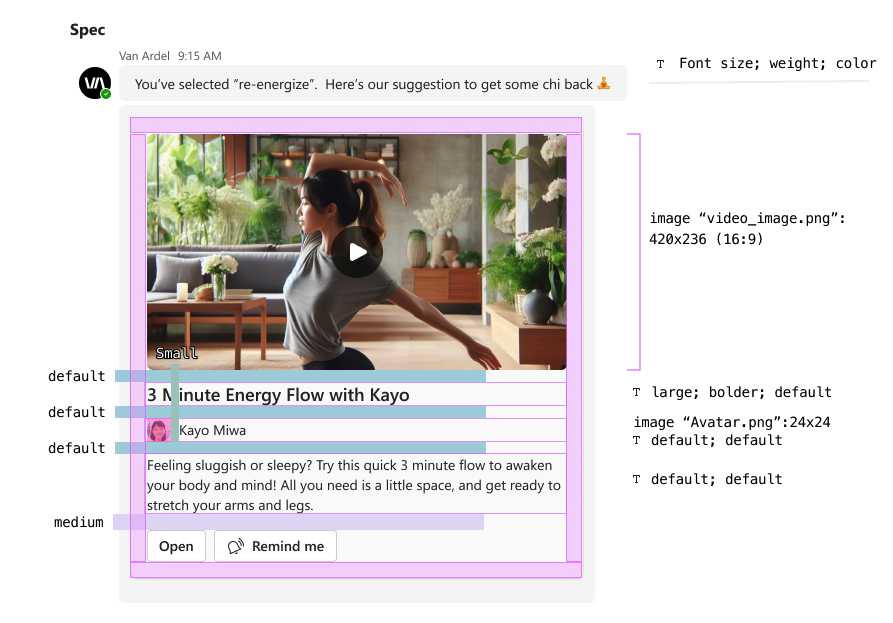 Spec
Van Ardel 9:15 AM
T Font size; weight; color
VA
You’ve selected “re-energize”. Here’s our suggestion to get some chi back
image “video_image.png”:
420x236 (16:9)
Small
default
3 Minute Energy Flow with Kayo
T large; bolder; default
default
image “Avatar.png”:24x24
Kayo Miwa
T default; default
default
Feeling sluggish or sleepy? Try this quick 3 minute flow to awaken
your body and mind! All you need is a little space, and get ready to
stretch your arms and legs.
T default; default
medium
Open
Remind me